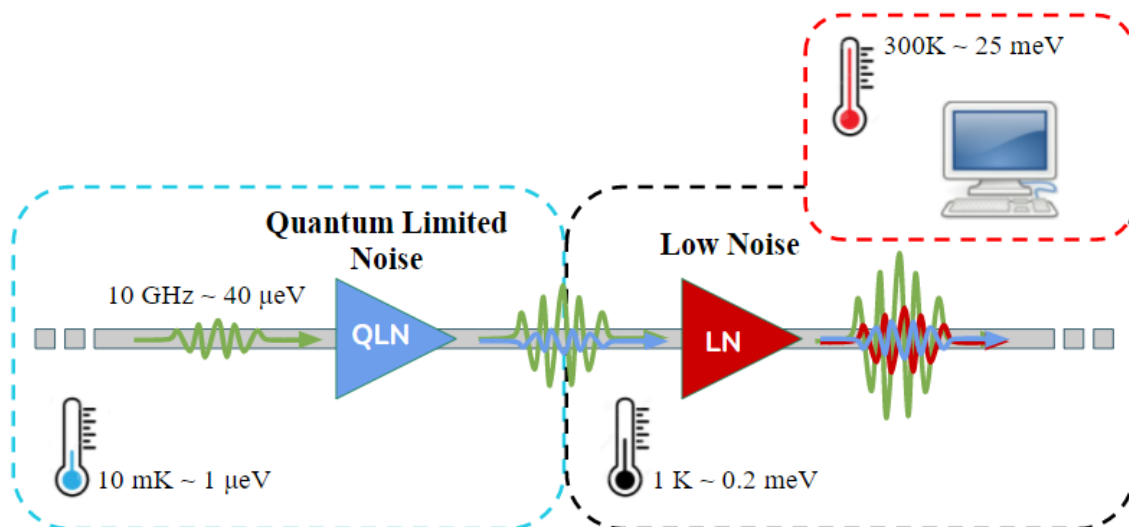 300K ~ 25 meV
Quantum Limited
Noise
Low Noise
10 GHz ~ 40 μeV
QLN
LN
10 mK ~ 1 μeV
1 K ~ 0.2 meV